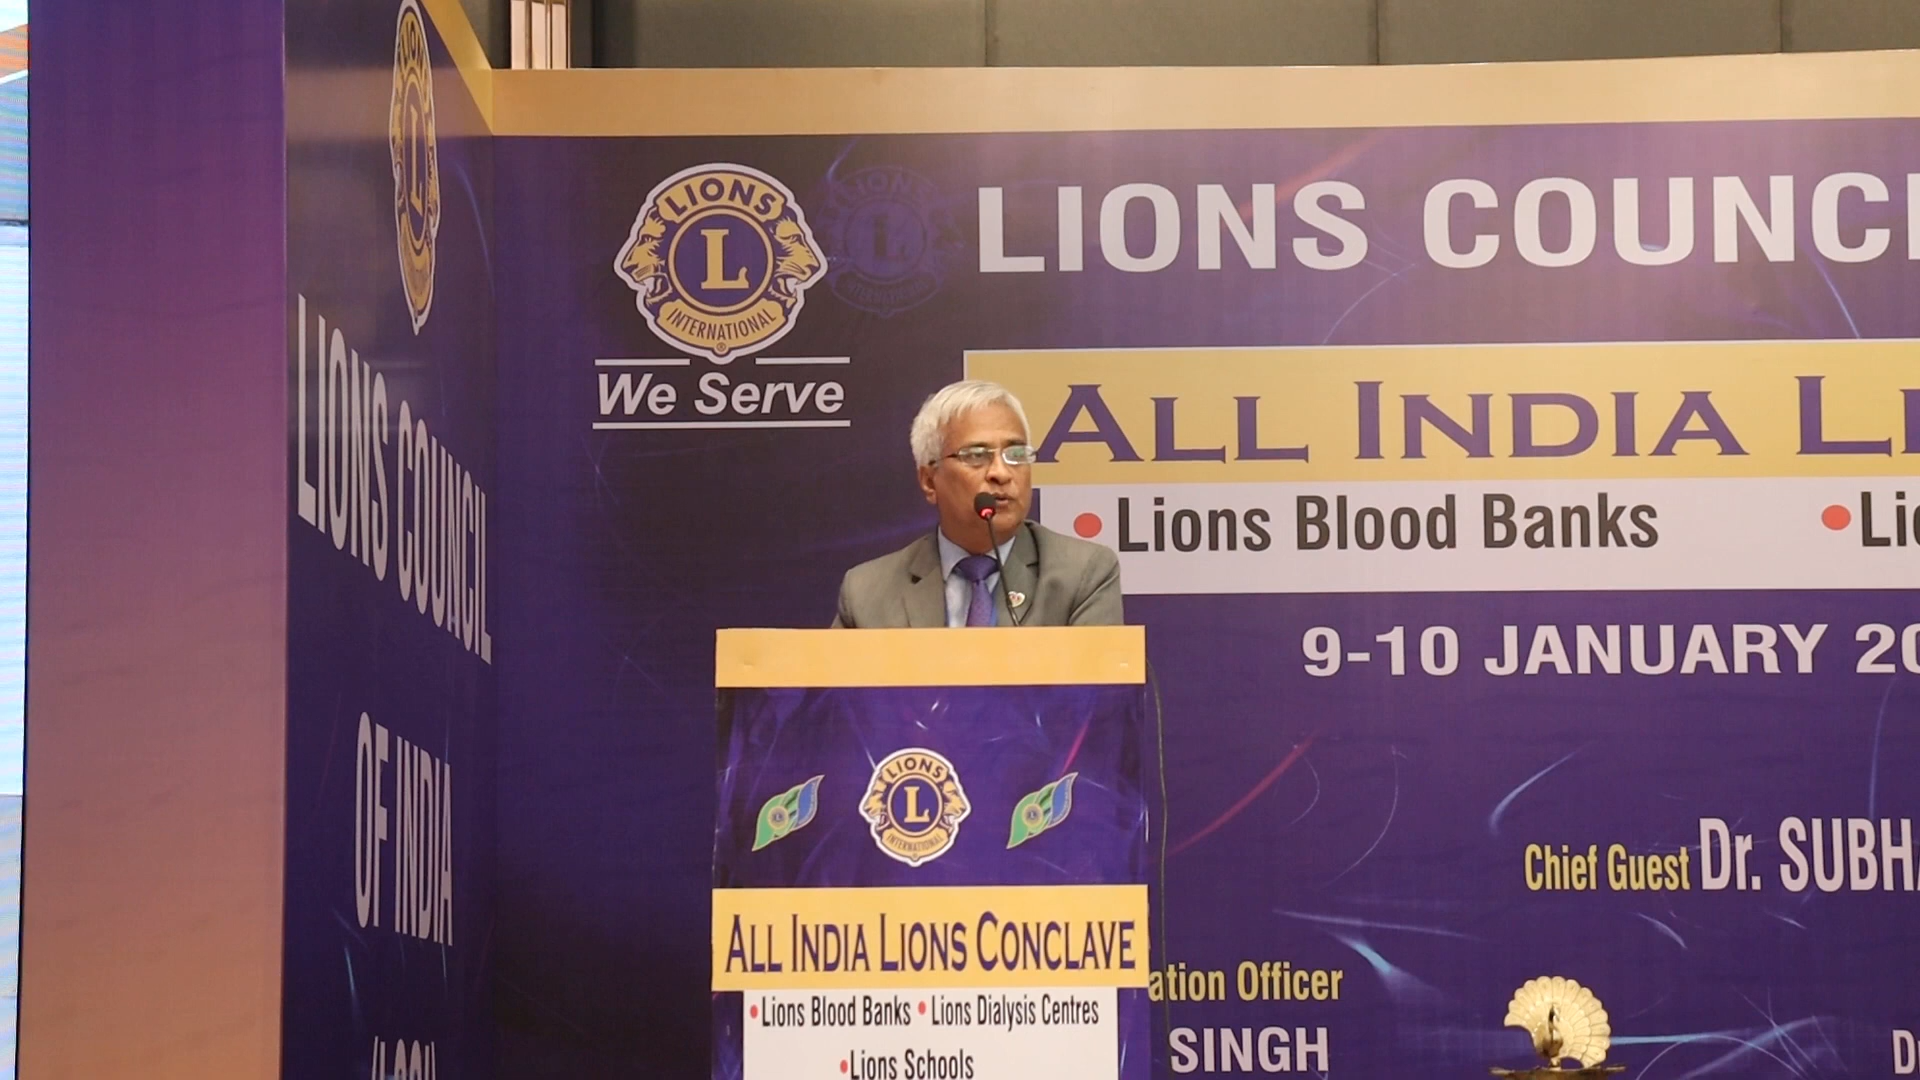 LIONS
L
INTERNATIONAL
We Serve
LIONS COUNCI
ALL INDIA LI
• Lions Blood Banks • Li
9-10 JANUARY 20
Chief Guest Dr. SUBHA
ation Officer
SINGH
LIONS COUNCIL
OF INDIA
LIONS
L
INTERNATIONAL
ALL INDIA LIONS CONCLAVE
• Lions Blood Banks • Lions Dialysis Centres
• Lions Schools